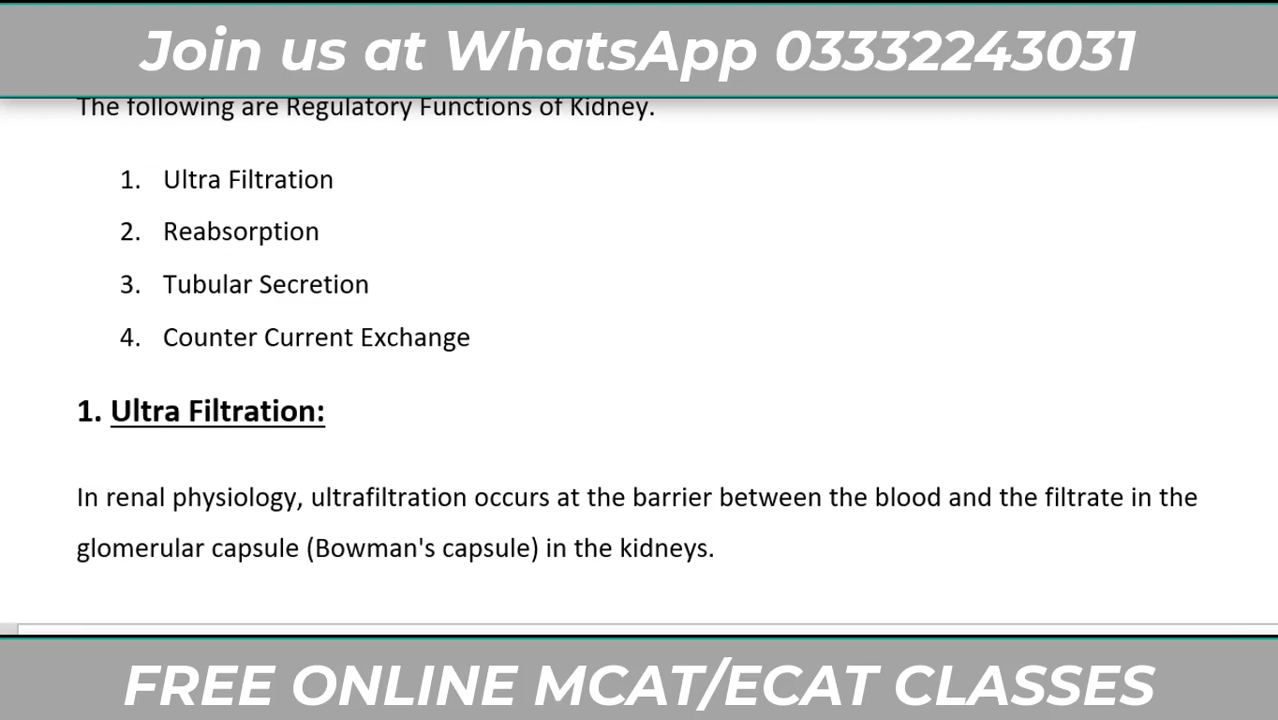 Join us at WhatsApp 03332243031
The following are Regulatory Functions of Kidney.
1. Ultra Filtration
2. Reabsorption
3. Tubular Secretion
4. Counter Current Exchange
1. Ultra Filtration:
In renal physiology, ultrafiltration occurs at the barrier between the blood and the filtrate in the
glomerular capsule (Bowman's capsule) in the kidneys.
FREE ONLINE MCAT/ECAT CLASSES